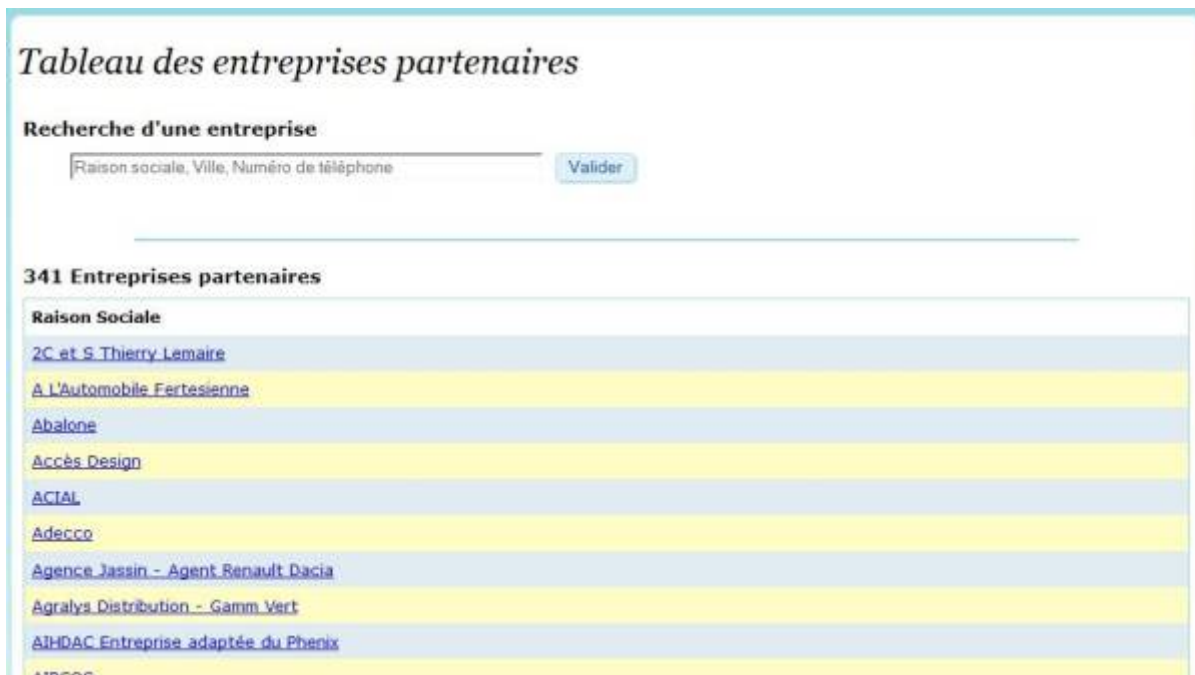 Tableau des entreprises partenaires
Recherche d'une entreprise
Raison sociale, Ville, Numéro de téléphone
Valider
341 Entreprises partenaires
Raison Sociale
2C et S Thierry Lemaire
A L'Automobile Fertesienne
Abalone
Accès Design
ACIAL
Adecco
Agence Jassin - Agent Renault Dacia
Agralys Distribution - Gamm Vert
AIHDAC Entreprise adaptée du Phenix